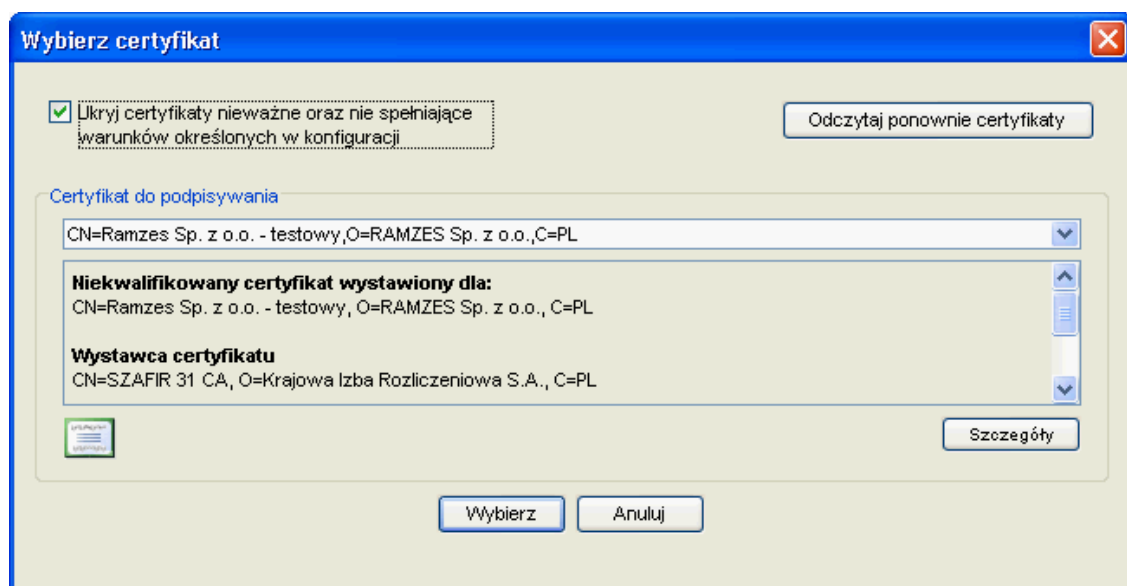 Wybierz certyfikat
Ukryj certyfikaty nieważne oraz nie spełniające
warunków określonych w konfiguracji
Odczytaj ponownie certyfikaty
Certyfikat do podpisywania
CN=Ramzes Sp. z o.o. - testowy,O=RAMZES Sp. z o.o.,C=PL
Niekwalifikowany certyfikat wystawiony dla:
CN=Ramzes Sp. z o.o. - testowy, O=RAMZES Sp. z o.o., C=PL
Wystawca certyfikatu
CN=SZAFIR 31 CA, O=Krajowa Izba Rozliczeniowa S.A., C=PL
Szczegóły
Wybierz
Anuluj